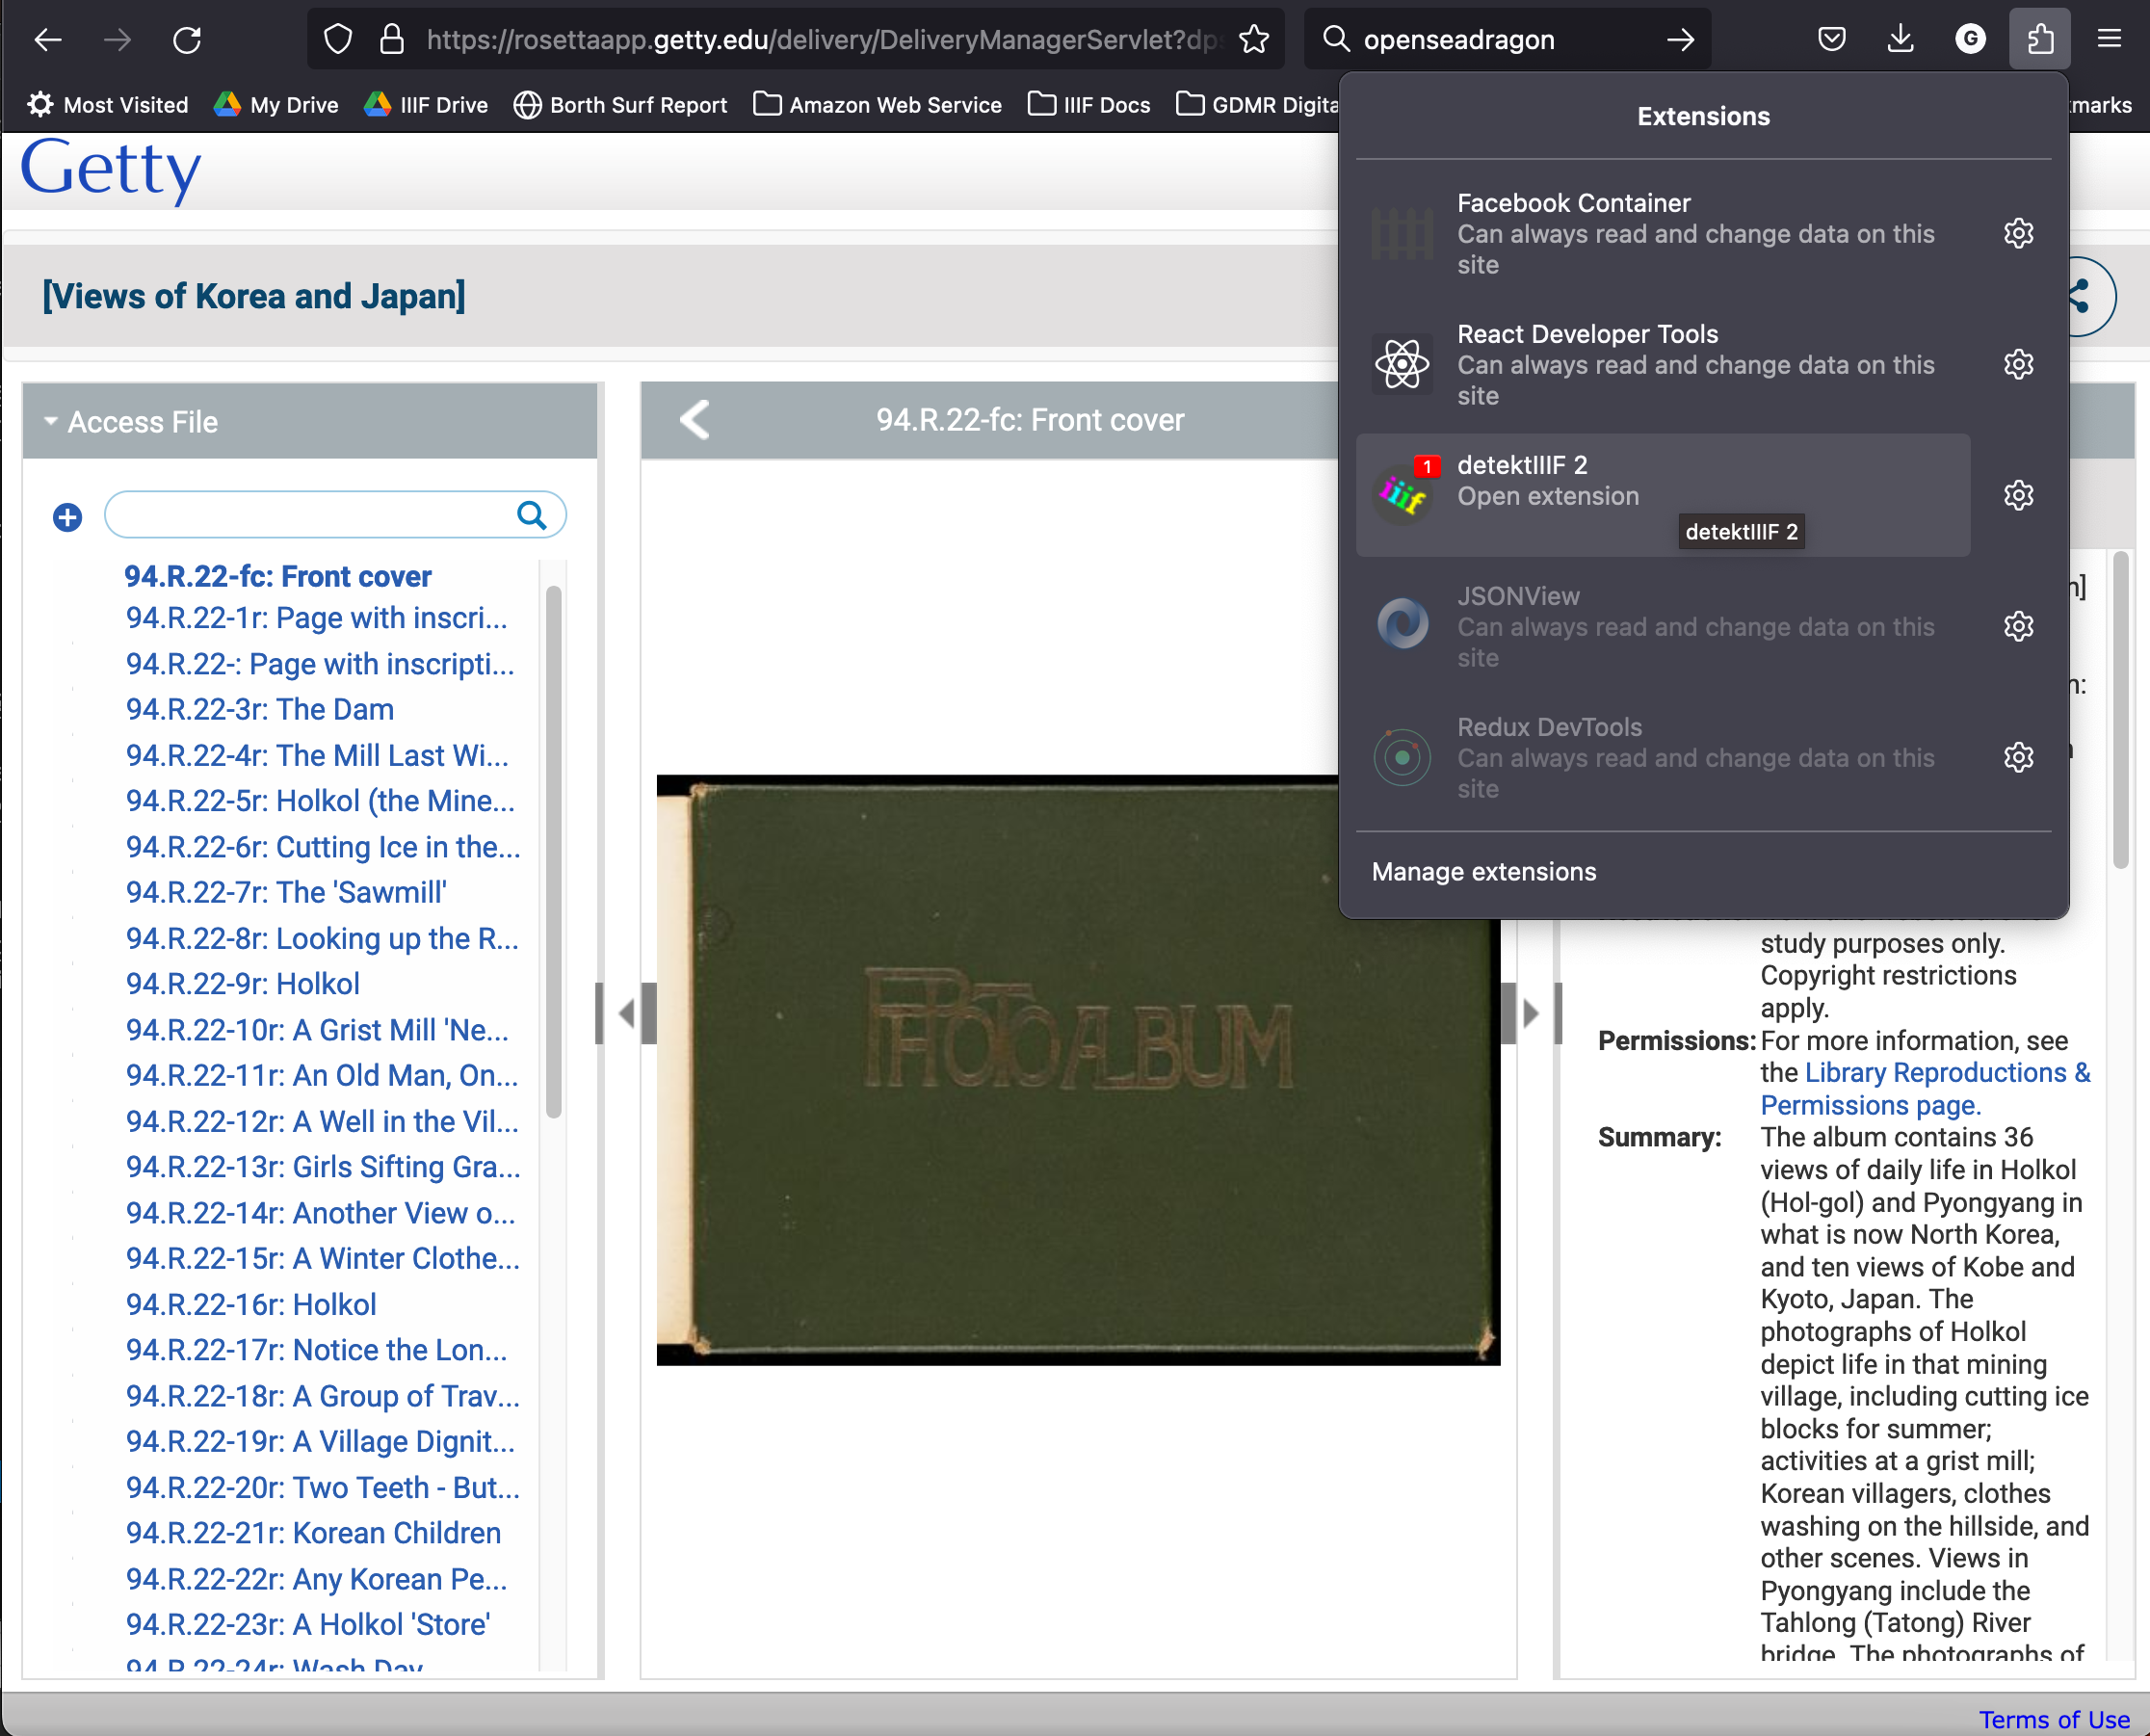 https://rosettaapp.getty.edu/delivery/DeliveryManagerServlet?dps
openseadragon
G
Most Visited
My Drive
IIIF Drive
Borth Surf Report
Amazon Web Service
IIIF Docs
GDMR Digita
marks
Getty
[Views of Korea and Japan]
Access File
94.R.22-fc: Front cover
94.R.22-1r: Page with inscri...
94.R.22-: Page with inscripti...
94.R.22-3r: The Dam
94.R.22-4r: The Mill Last Wi...
94.R.22-5r: Holkol (the Mine...
94.R.22-6r: Cutting Ice in the...
94.R.22-7r: The 'Sawmill'
94.R.22-8r: Looking up the R...
94.R.22-9r: Holkol
94.R.22-10r: A Grist Mill 'Ne...
94.R.22-11r: An Old Man, On...
94.R.22-12r: A Well in the Vil...
94.R.22-13r: Girls Sifting Gra...
94.R.22-14r: Another View o...
94.R.22-15r: A Winter Clothe...
94.R.22-16r: Holkol
94.R.22-17r: Notice the Lon...
94.R.22-18r: A Group of Trav...
94.R.22-19r: A Village Dignit...
94.R.22-20r: Two Teeth - But...
94.R.22-21r: Korean Children
94.R.22-22r: Any Korean Pe...
94.R.22-23r: A Holkol 'Store'
94.R.22-24r: Wash Day
94.R.22-fc: Front cover
PHOTO ALBUM
Extensions
Facebook Container
Can always read and change data on this
site
React Developer Tools
Can always read and change data on this
site
1
iiif
detektIIIF 2
Open extension
detektIIIF 2
JSONView
Can always read and change data on this
site
Redux DevTools
Can always read and change data on this
site
Manage extensions
n]
n:
study purposes only.
Copyright restrictions
apply.
Permissions: For more information, see
the Library Reproductions &
Permissions page.
Summary: The album contains 36
views of daily life in Holkol
(Hol-gol) and Pyongyang in
what is now North Korea,
and ten views of Kobe and
Kyoto, Japan. The
photographs of Holkol
depict life in that mining
village, including cutting ice
blocks for summer;
activities at a grist mill;
Korean villagers, clothes
washing on the hillside, and
other scenes. Views in
Pyongyang include the
Tahlong (Tatong) River
bridge. The photographs of
Terms of Use